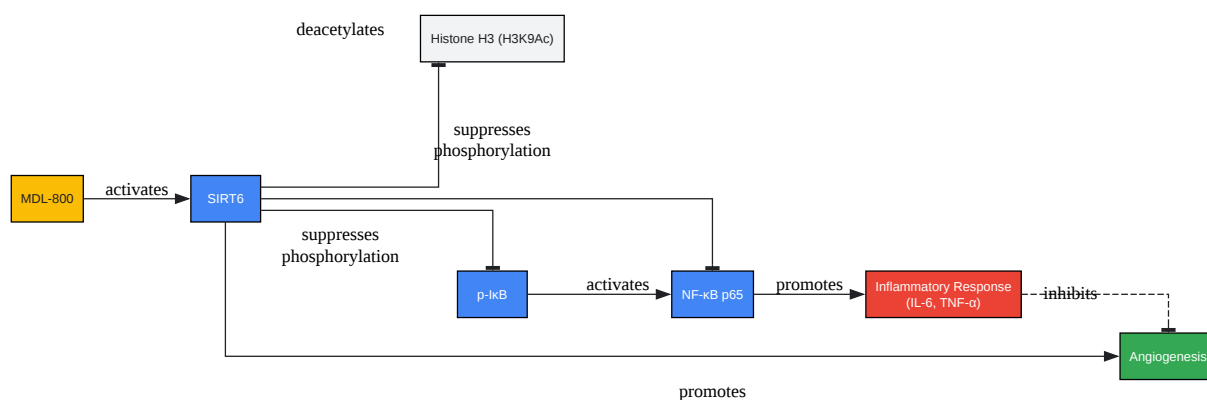 deacetylates
Histone H3 (H3K9Ac)
suppresses
phosphorylation
MDL-800
activates
SIRT6
suppresses
phosphorylation
p-IκB
activates
NF-κB p65
promotes
Inflammatory Response
(IL-6, TNF-α)
inhibits
Angiogenesis
promotes